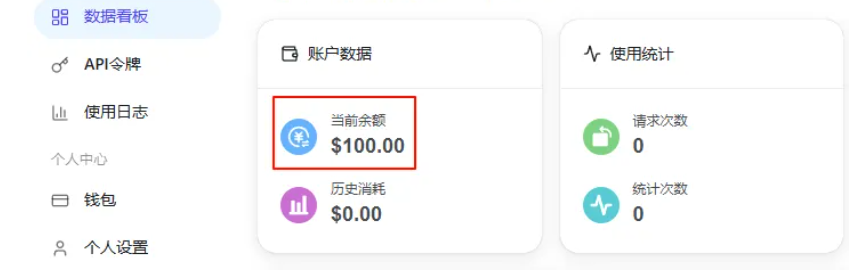 数据看板
API令牌
使用日志
个人中心
钱包
个人设置
账户数据
当前余额
$100.00
历史消耗
$0.00
使用统计
请求次数
0
统计次数
0